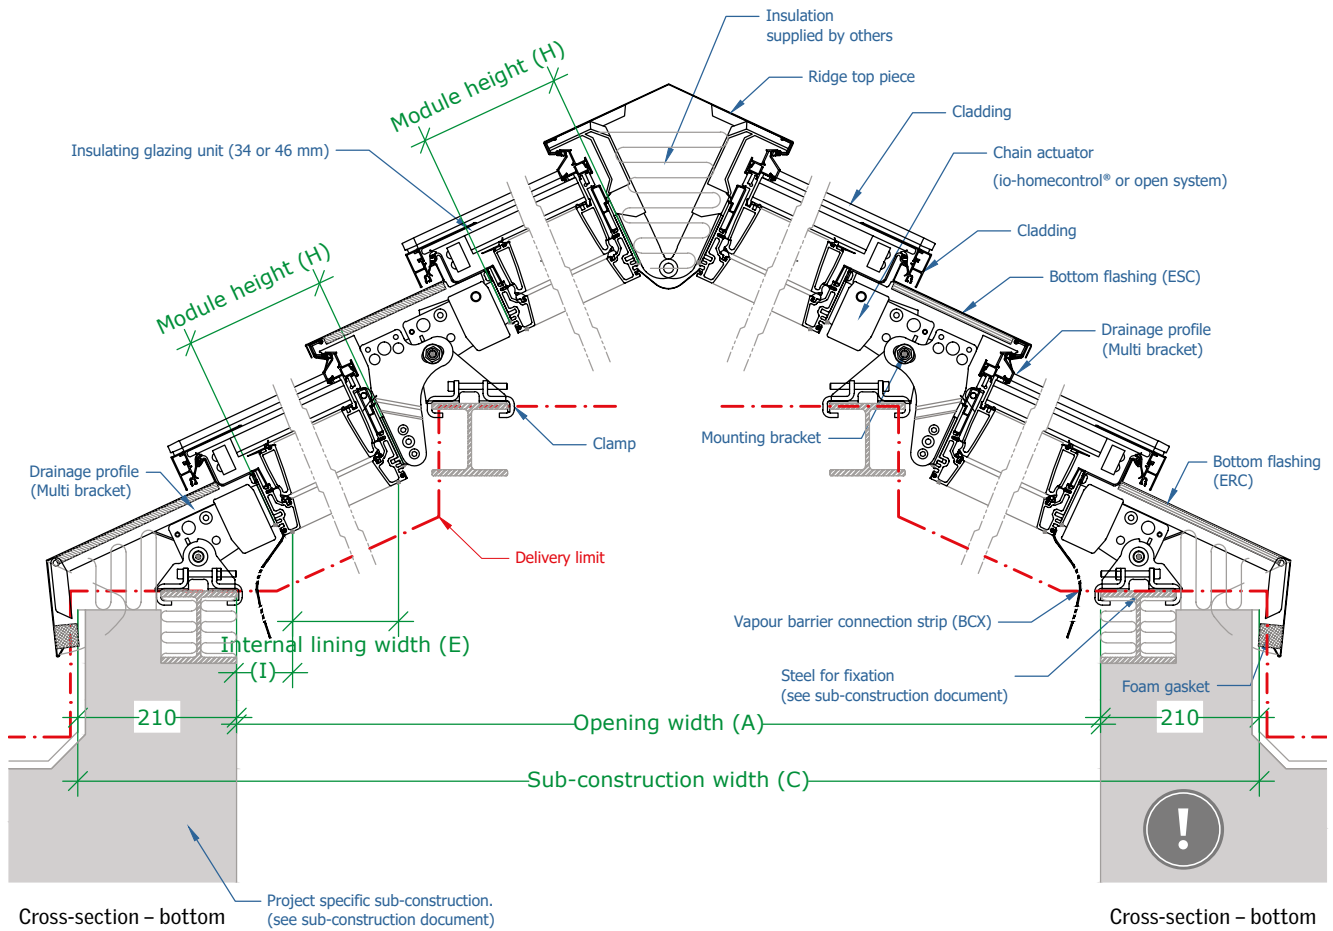 Insulation
supplied by others
Ridge top piece
Module height (H)
Cladding
Insulating glazing unit (34 or 46 mm)
Chain actuator
(io-homecontrol® or open system)
Cladding
Module height (H)
Bottom flashing (ESC)
Drainage profile
(Multi bracket)
Clamp
Mounting bracket
Drainage profile
(Multi bracket)
Bottom flashing
(ERC)
Delivery limit
Vapour barrier connection strip (BCX)
Internal lining width (E)
(I)
Steel for fixation
(see sub-construction document)
Foam gasket
210
Opening width (A)
210
Sub-construction width (C)
!
Project specific sub-construction.
(see sub-construction document)
Cross-section – bottom
Cross-section – bottom